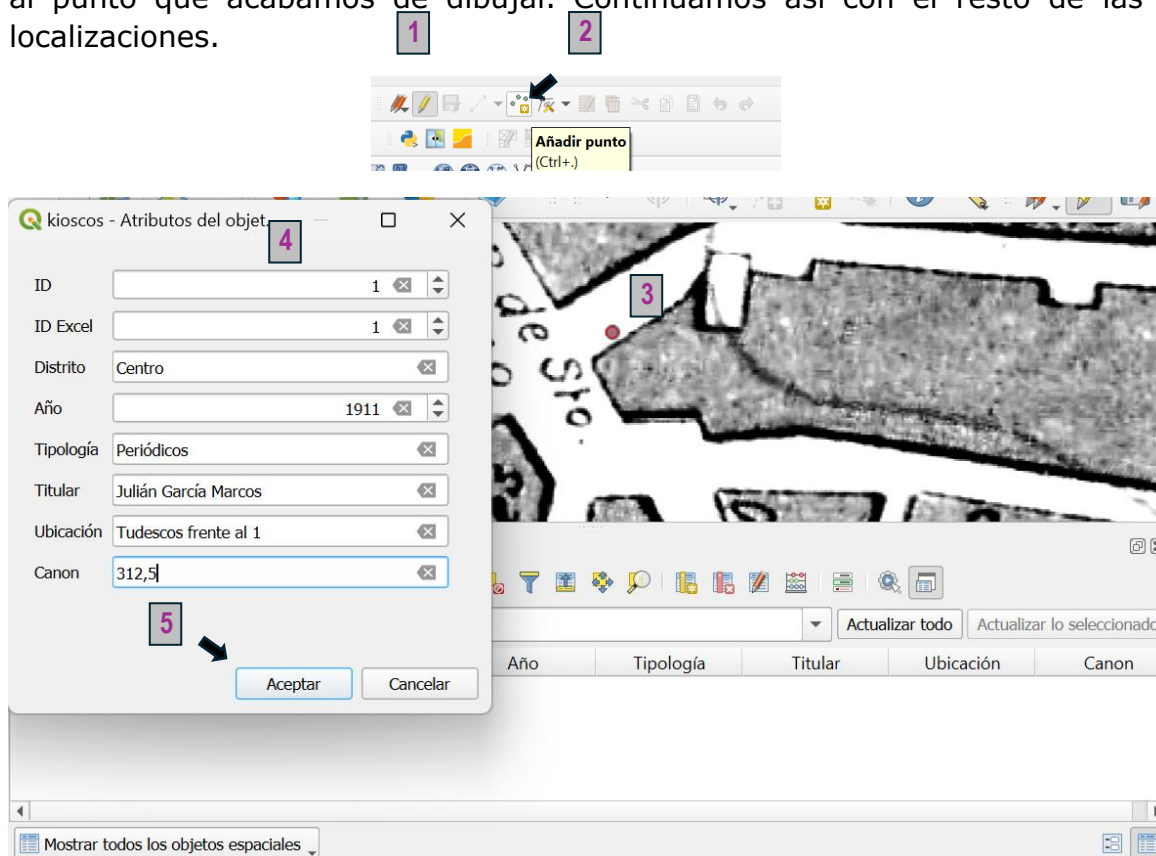 al punto que acabamos de dibujar. Continuamos así con el resto de las
localizaciones.
1 2
Añadir punto
(Ctrl+.)
kioscos - Atributos del objet.
4
ID 1
ID Excel 1
Distrito Centro
Año 1911
Tipología Periódicos
Titular Julián García Marcos
Ubicación Tudescos frente al 1
Canon 312,5
5
Aceptar Cancelar
3
de
Sto.
Actualizar todo Actualizar lo seleccionado
Año Tipología Titular Ubicación Canon
Mostrar todos los objetos espaciales